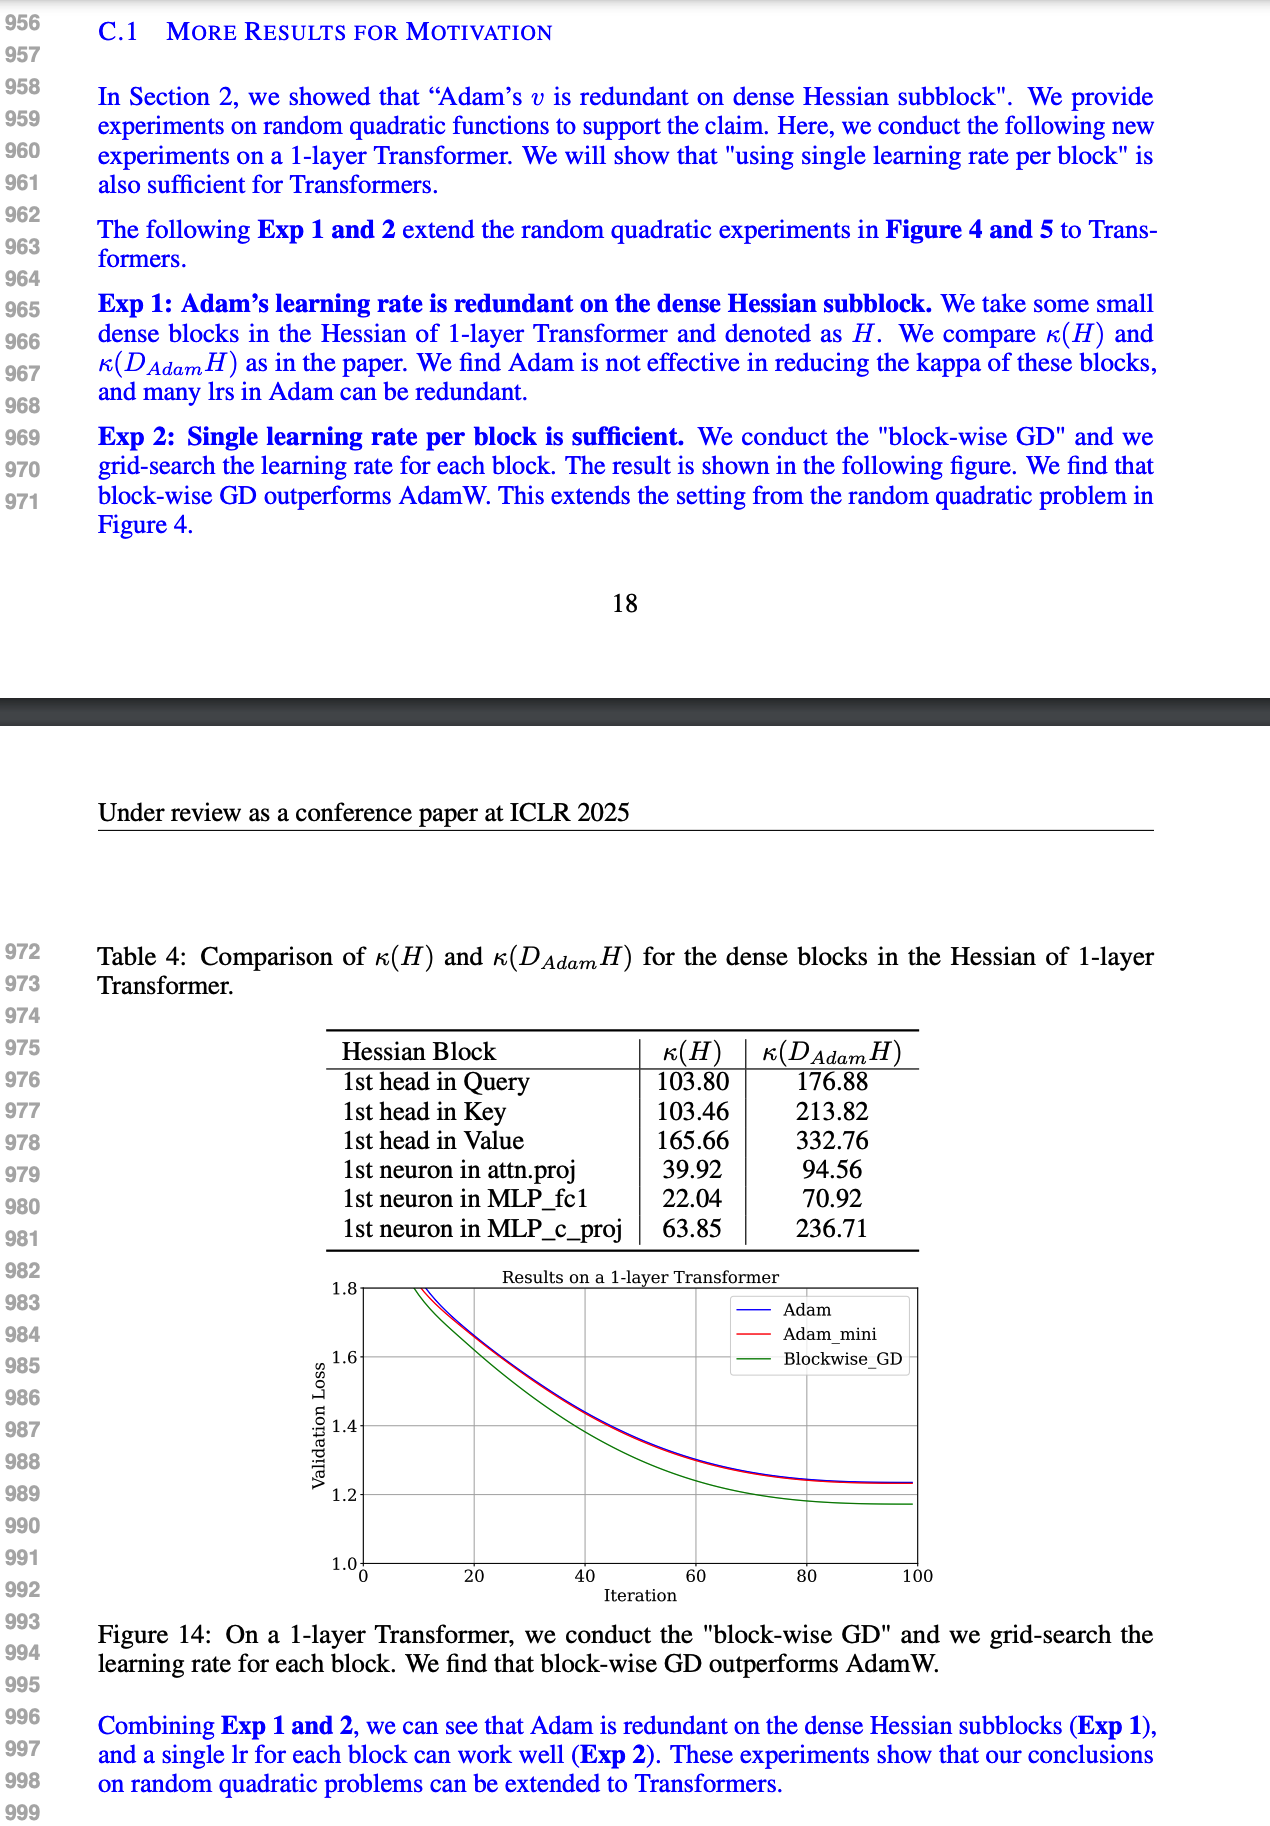 956
957
958
959
960
961
962
963
964
965
966
967
968
969
970
971
C.1 MORE RESULTS FOR MOTIVATION
In Section 2, we showed that “Adam’s v is redundant on dense Hessian subblock". We provide
experiments on random quadratic functions to support the claim. Here, we conduct the following new
experiments on a 1-layer Transformer. We will show that "using single learning rate per block" is
also sufficient for Transformers.
The following Exp 1 and 2 extend the random quadratic experiments in Figure 4 and 5 to Trans-
formers.
Exp 1: Adam’s learning rate is redundant on the dense Hessian subblock. We take some small
dense blocks in the Hessian of 1-layer Transformer and denoted as H. We compare κ(H) and
κ(D_{Adam}H) as in the paper. We find Adam is not effective in reducing the kappa of these blocks,
and many lrs in Adam can be redundant.
Exp 2: Single learning rate per block is sufficient. We conduct the "block-wise GD" and we
grid-search the learning rate for each block. The result is shown in the following figure. We find that
block-wise GD outperforms AdamW. This extends the setting from the random quadratic problem in
Figure 4.
18
Under review as a conference paper at ICLR 2025
972
973
974
975
976
977
978
979
980
981
982
983
984
985
986
987
988
989
990
991
992
993
994
995
996
997
998
999
Table 4: Comparison of κ(H) and κ(D_{Adam}H) for the dense blocks in the Hessian of 1-layer
Transformer.
Hessian Block κ(H) κ(D_{Adam}H)
1st head in Query 103.80 176.88
1st head in Key 103.46 213.82
1st head in Value 165.66 332.76
1st neuron in attn.proj 39.92 94.56
1st neuron in MLP_fc1 22.04 70.92
1st neuron in MLP_c_proj 63.85 236.71
Results on a 1-layer Transformer
1.8
1.6
1.4
1.2
1.0
Validation Loss
Adam
Adam_mini
Blockwise_GD
0 20 40 60 80 100
Iteration
Figure 14: On a 1-layer Transformer, we conduct the "block-wise GD" and we grid-search the
learning rate for each block. We find that block-wise GD outperforms AdamW.
Combining Exp 1 and 2, we can see that Adam is redundant on the dense Hessian subblocks (Exp 1),
and a single lr for each block can work well (Exp 2). These experiments show that our conclusions
on random quadratic problems can be extended to Transformers.